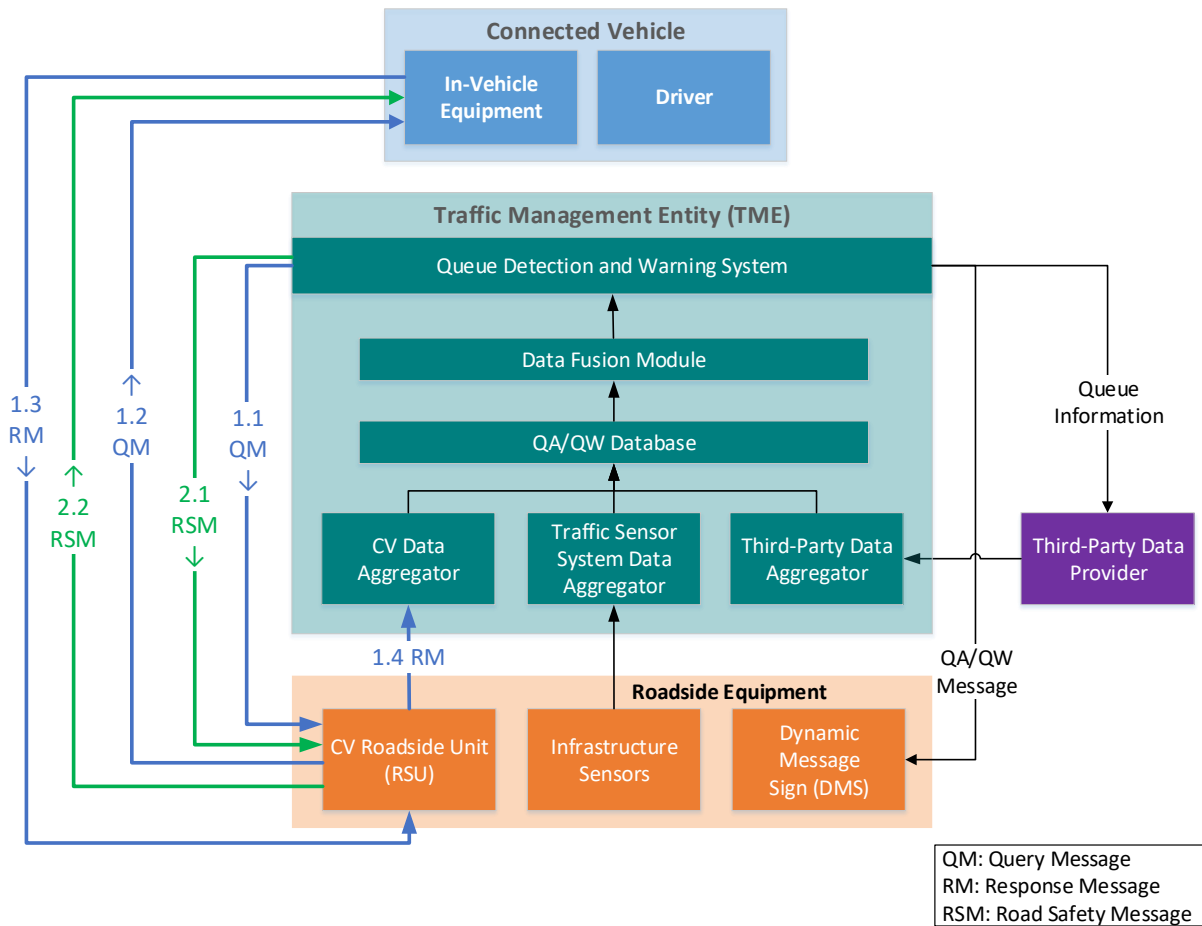 Connected Vehicle
In-Vehicle
Equipment
Driver
Traffic Management Entity (TME)
Queue Detection and Warning System
Data Fusion Module
QA/QW Database
CV Data
Aggregator
Traffic Sensor
System Data
Aggregator
Third-Party Data
Aggregator
Third-Party Data
Provider
Queue
Information
QA/QW
Message
1.3
RM
2.2
RSM
1.2
QM
2.1
RSM
1.1
QM
1.4 RM
Roadside Equipment
CV Roadside Unit
(RSU)
Infrastructure
Sensors
Dynamic
Message
Sign (DMS)
QM: Query Message
RM: Response Message
RSM: Road Safety Message